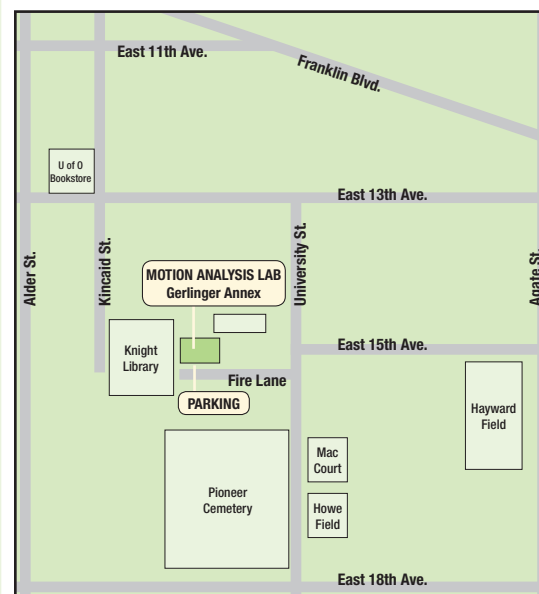 East 11th Ave.
Franklin Blvd.
U of O
Bookstore
East 13th Ave.
Alder St.
Kincaid St.
University St.
Agate St.
MOTION ANALYSIS LAB
Gerlinger Annex
Knight
Library
East 15th Ave.
Fire Lane
PARKING
Hayward
Field
Mac
Court
Pioneer
Cemetery
Howe
Field
East 18th Ave.